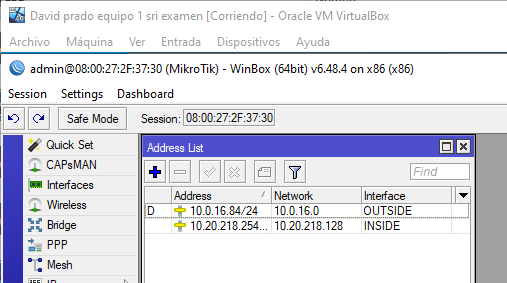 David prado equipo 1 sri examen [Corriendo] - Oracle VM VirtualBox
Archivo Máquina Ver Entrada Dispositivos Ayuda
admin@08:00:27:2F:37:30 (MikroTik) - WinBox (64bit) v6.48.4 on x86 (x86)
Session Settings Dashboard
Safe Mode Session: 08:00:27:2F:37:30
Quick Set
CAPsMAN
Interfaces
Wireless
Bridge
PPP
Mesh
Address List
Find
Address Network Interface
D 10.0.16.84/24 10.0.16.0 OUTSIDE
10.20.218.254... 10.20.218.128 INSIDE